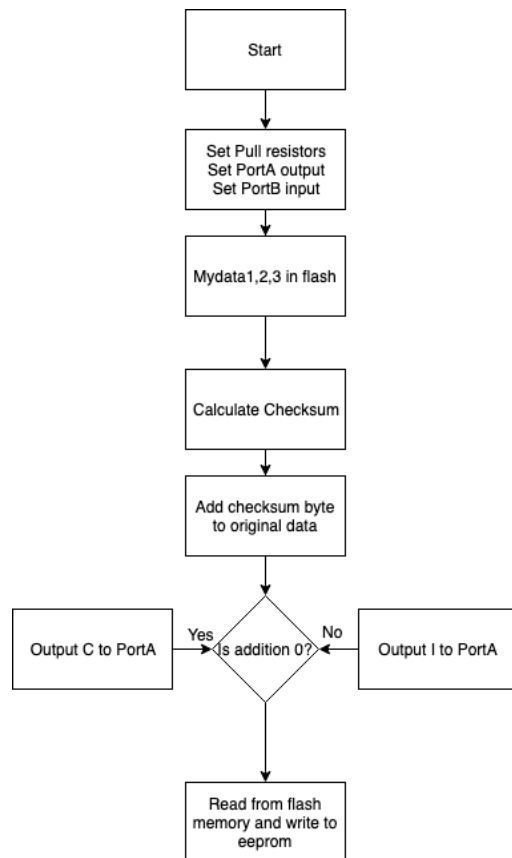 Start
Set Pull resistors
Set PortA output
Set PortB input
Mydata1,2,3 in flash
Calculate Checksum
Add checksum byte
to original data
Output C to PortA
Yes
Is addition 0?
No
Output I to PortA
Read from flash
memory and write to
eeprom